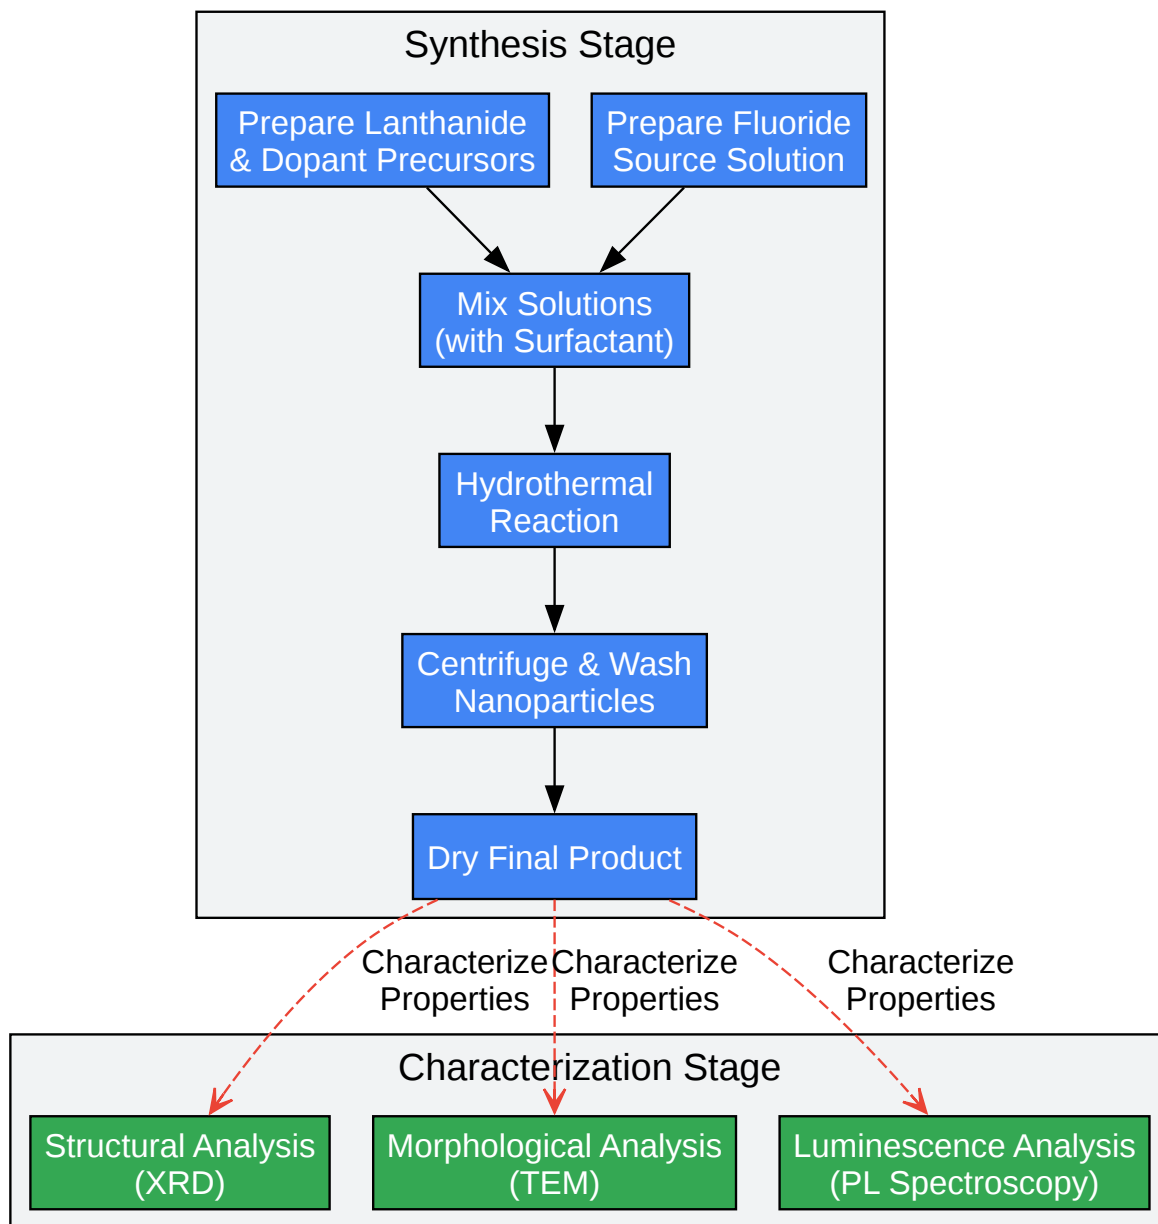 Synthesis Stage
Prepare Lanthanide
& Dopant Precursors
Prepare Fluoride
Source Solution
Mix Solutions
(with Surfactant)
Hydrothermal
Reaction
Centrifuge & Wash
Nanoparticles
Dry Final Product
Characterize
Properties
Characterize
Properties
Characterize
Properties
Characterization Stage
Structural Analysis
(XRD)
Morphological Analysis
(TEM)
Luminescence Analysis
(PL Spectroscopy)